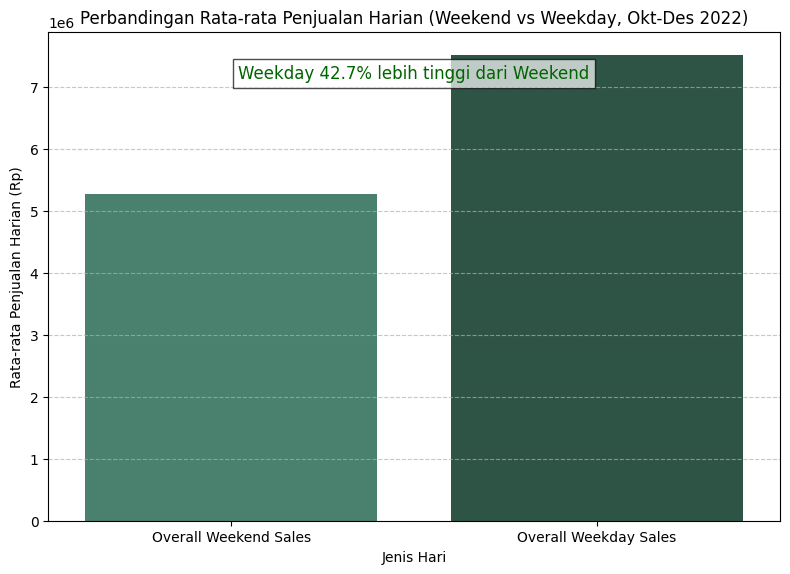 Perbandingan Rata-rata Penjualan Harian (Weekend vs Weekday, Okt-Des 2022)
1e6
Weekday 42.7% lebih tinggi dari Weekend
7
6
5
4
3
2
1
0
Rata-rata Penjualan Harian (Rp)
Overall Weekend Sales
Overall Weekday Sales
Jenis Hari